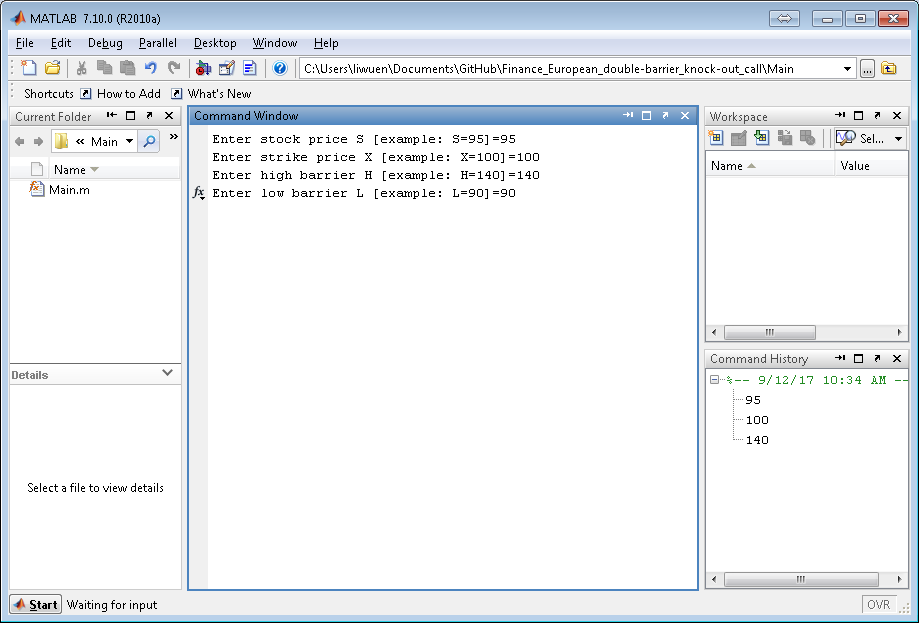 MATLAB 7.10.0 (R2010a)
File Edit Debug Parallel Desktop Window Help
C:\Users\liwuen\Documents\GitHub\Finance_European_double-barrier_knock-out_call\Main
...
Shortcuts How to Add What's New
Current Folder
« Main
»
Name
Main.m
Details
Select a file to view details
Command Window
Enter stock price S [example: S=95]=95
Enter strike price X [example: X=100]=100
Enter high barrier H [example: H=140]=140
fx Enter low barrier L [example: L=90]=90
Workspace
Sel...
Name Value
Command History
%-- 9/12/17 10:34 AM --
95
100
140
Start Waiting for input
OVR